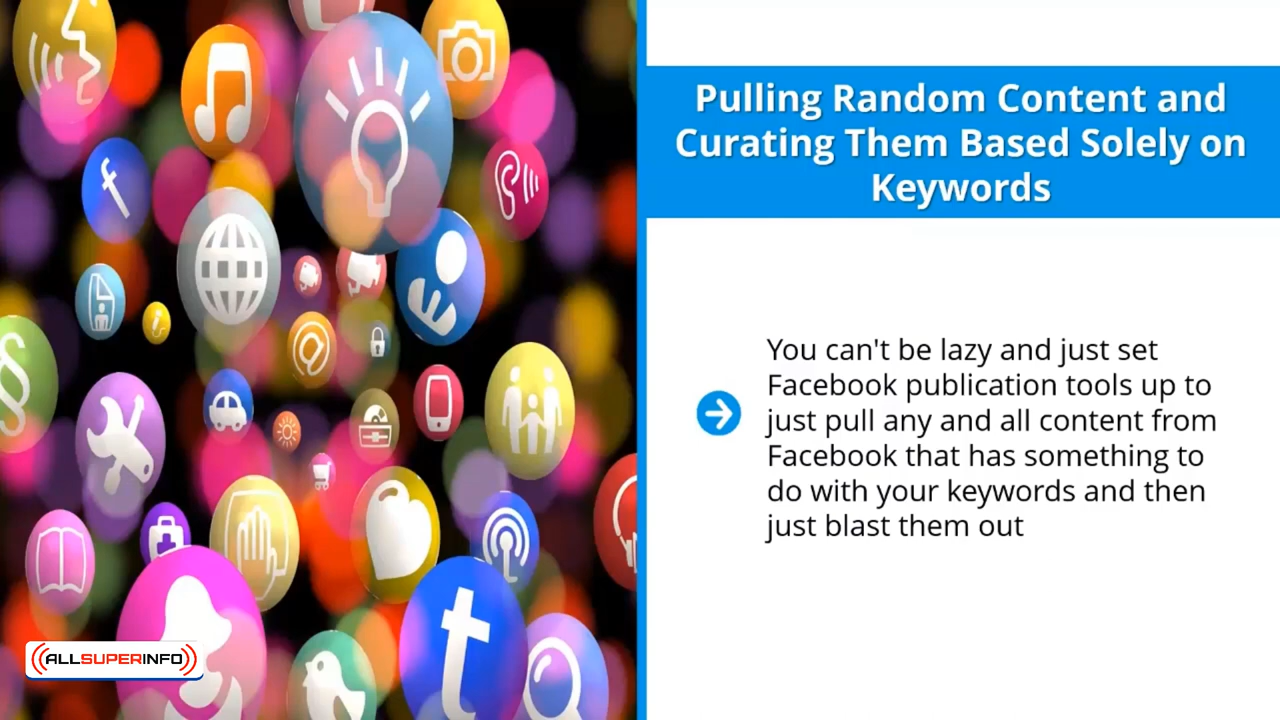 Pulling Random Content and
Curating Them Based Solely on
Keywords
You can't be lazy and just set
Facebook publication tools up to
just pull any and all content from
Facebook that has something to
do with your keywords and then
just blast them out
ALLSUPERINFO